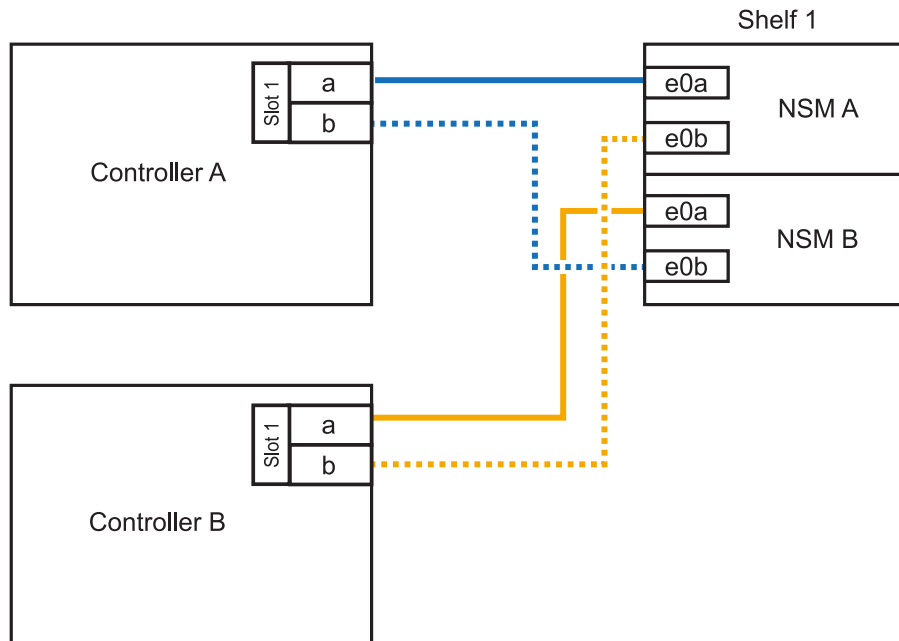 Shelf 1
Slot 1
a
b
Controller A
e0a
e0b
NSM A
e0a
e0b
NSM B
Slot 1
a
b
Controller B